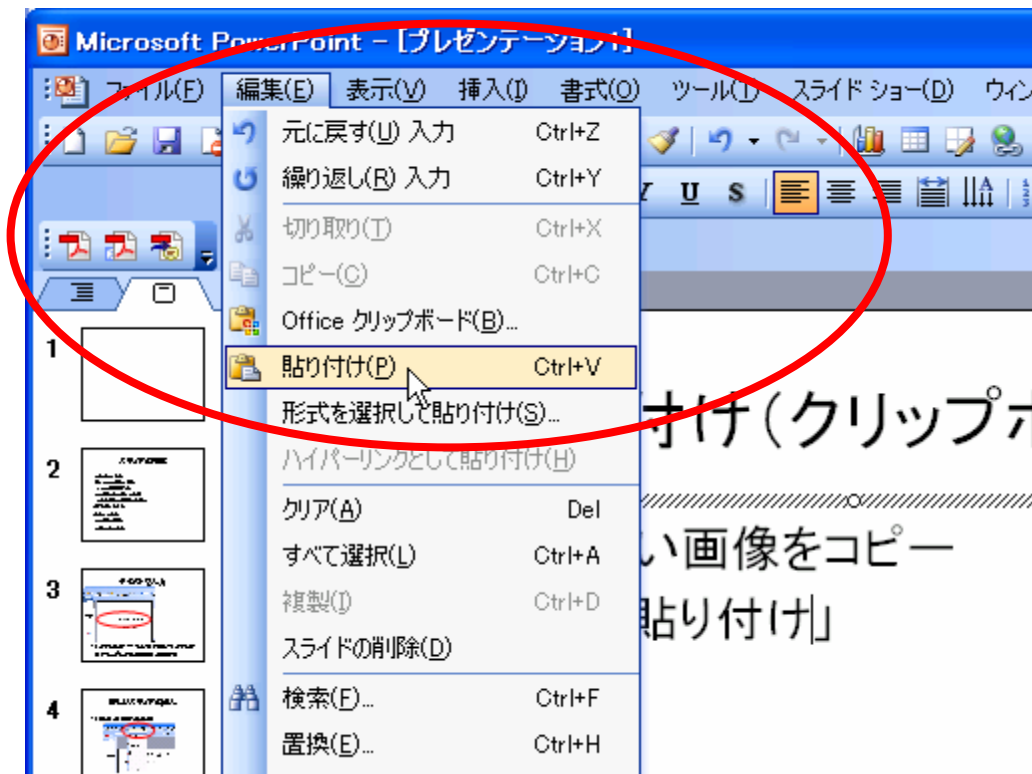 Microsoft PowerPoint - [プレゼンテーション1]
ファイル(F) 編集(E) 表示(V) 挿入(I) 書式(O) ツール(T) スライド ショー(D) ウィン
元に戻す(U) 入力 Ctrl+Z
繰り返し(R) 入力 Ctrl+Y
切り取り(T) Ctrl+X
コピー(C) Ctrl+C
Office クリップボード(B)...
貼り付け(P) Ctrl+V
形式を選択して貼り付け(S)...
ハイパーリンクとして貼り付け(H)
クリア(A) Del
すべて選択(L) Ctrl+A
複製(I) Ctrl+D
スライドの削除(D)
検索(F)... Ctrl+F
置換(E)... Ctrl+H
U S
1
2
3
4
付け(クリップボ
い画像をコピー
貼り付け」